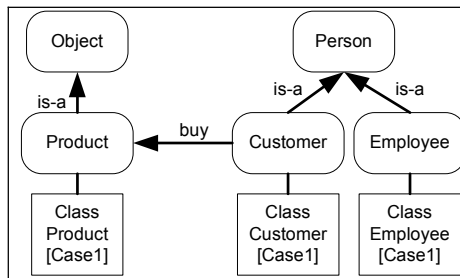 Object
Person
is-a
is-a
is-a
Product
buy
Customer
Employee
Class
Product
[Case1]
Class
Customer
[Case1]
Class
Employee
[Case1]